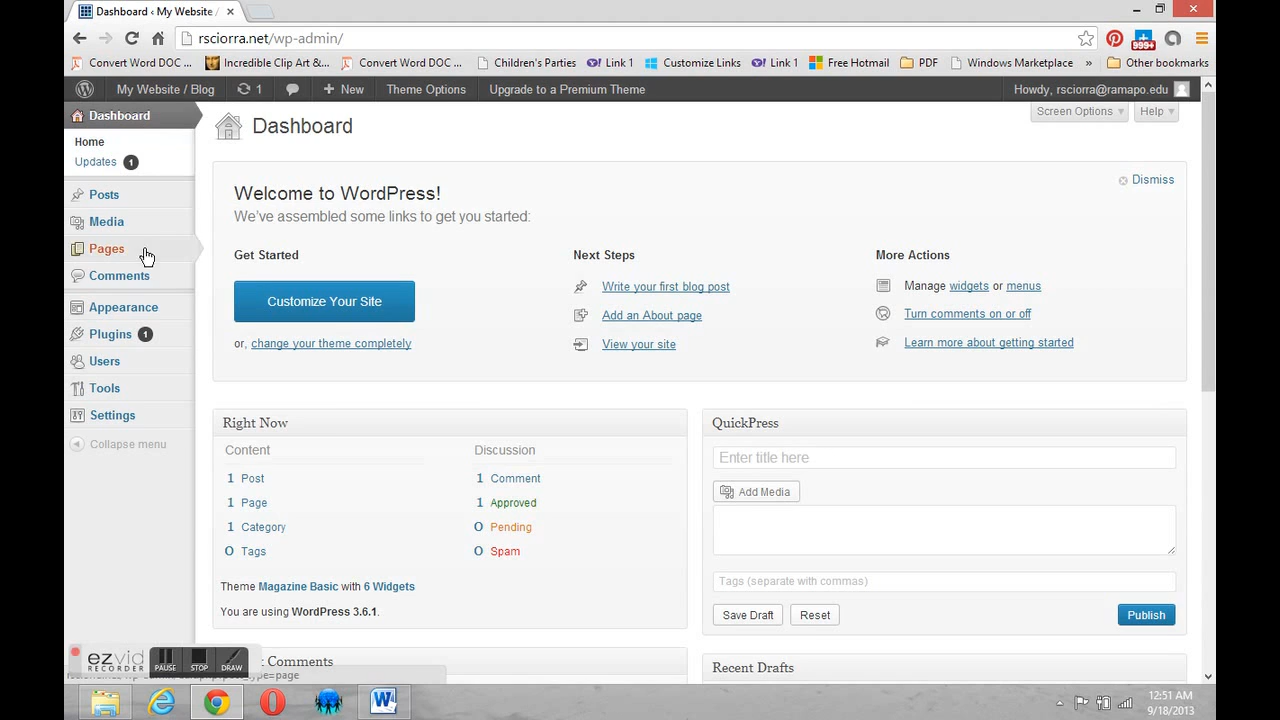 Dashboard ‹ My Website /
rsciorra.net/wp-admin/
999+
Convert Word DOC ...
Incredible Clip Art &...
Convert Word DOC ...
Children's Parties
Link 1
Customize Links
Link 1
Free Hotmail
PDF
Windows Marketplace
»
Other bookmarks
My Website / Blog
1
+ New
Theme Options
Upgrade to a Premium Theme
Howdy, rsciorra@ramapo.edu
Dashboard
Home
Updates 1
Posts
Media
Pages
Comments
Appearance
Plugins 1
Users
Tools
Settings
Collapse menu
Dashboard
Screen Options
Help
Welcome to WordPress!
We've assembled some links to get you started:
Dismiss
Get Started
Customize Your Site
or, change your theme completely
Next Steps
Write your first blog post
Add an About page
View your site
More Actions
Manage widgets or menus
Turn comments on or off
Learn more about getting started
Right Now
Content
1 Post
1 Page
1 Category
0 Tags
Discussion
1 Comment
1 Approved
0 Pending
0 Spam
Theme Magazine Basic with 6 Widgets
You are using WordPress 3.6.1.
QuickPress
Enter title here
Add Media
Tags (separate with commas)
Save Draft
Reset
Publish
Comments
Recent Drafts
ezvid
RECORDER
PAUSE
STOP
DRAW
12:51 AM
9/18/2013